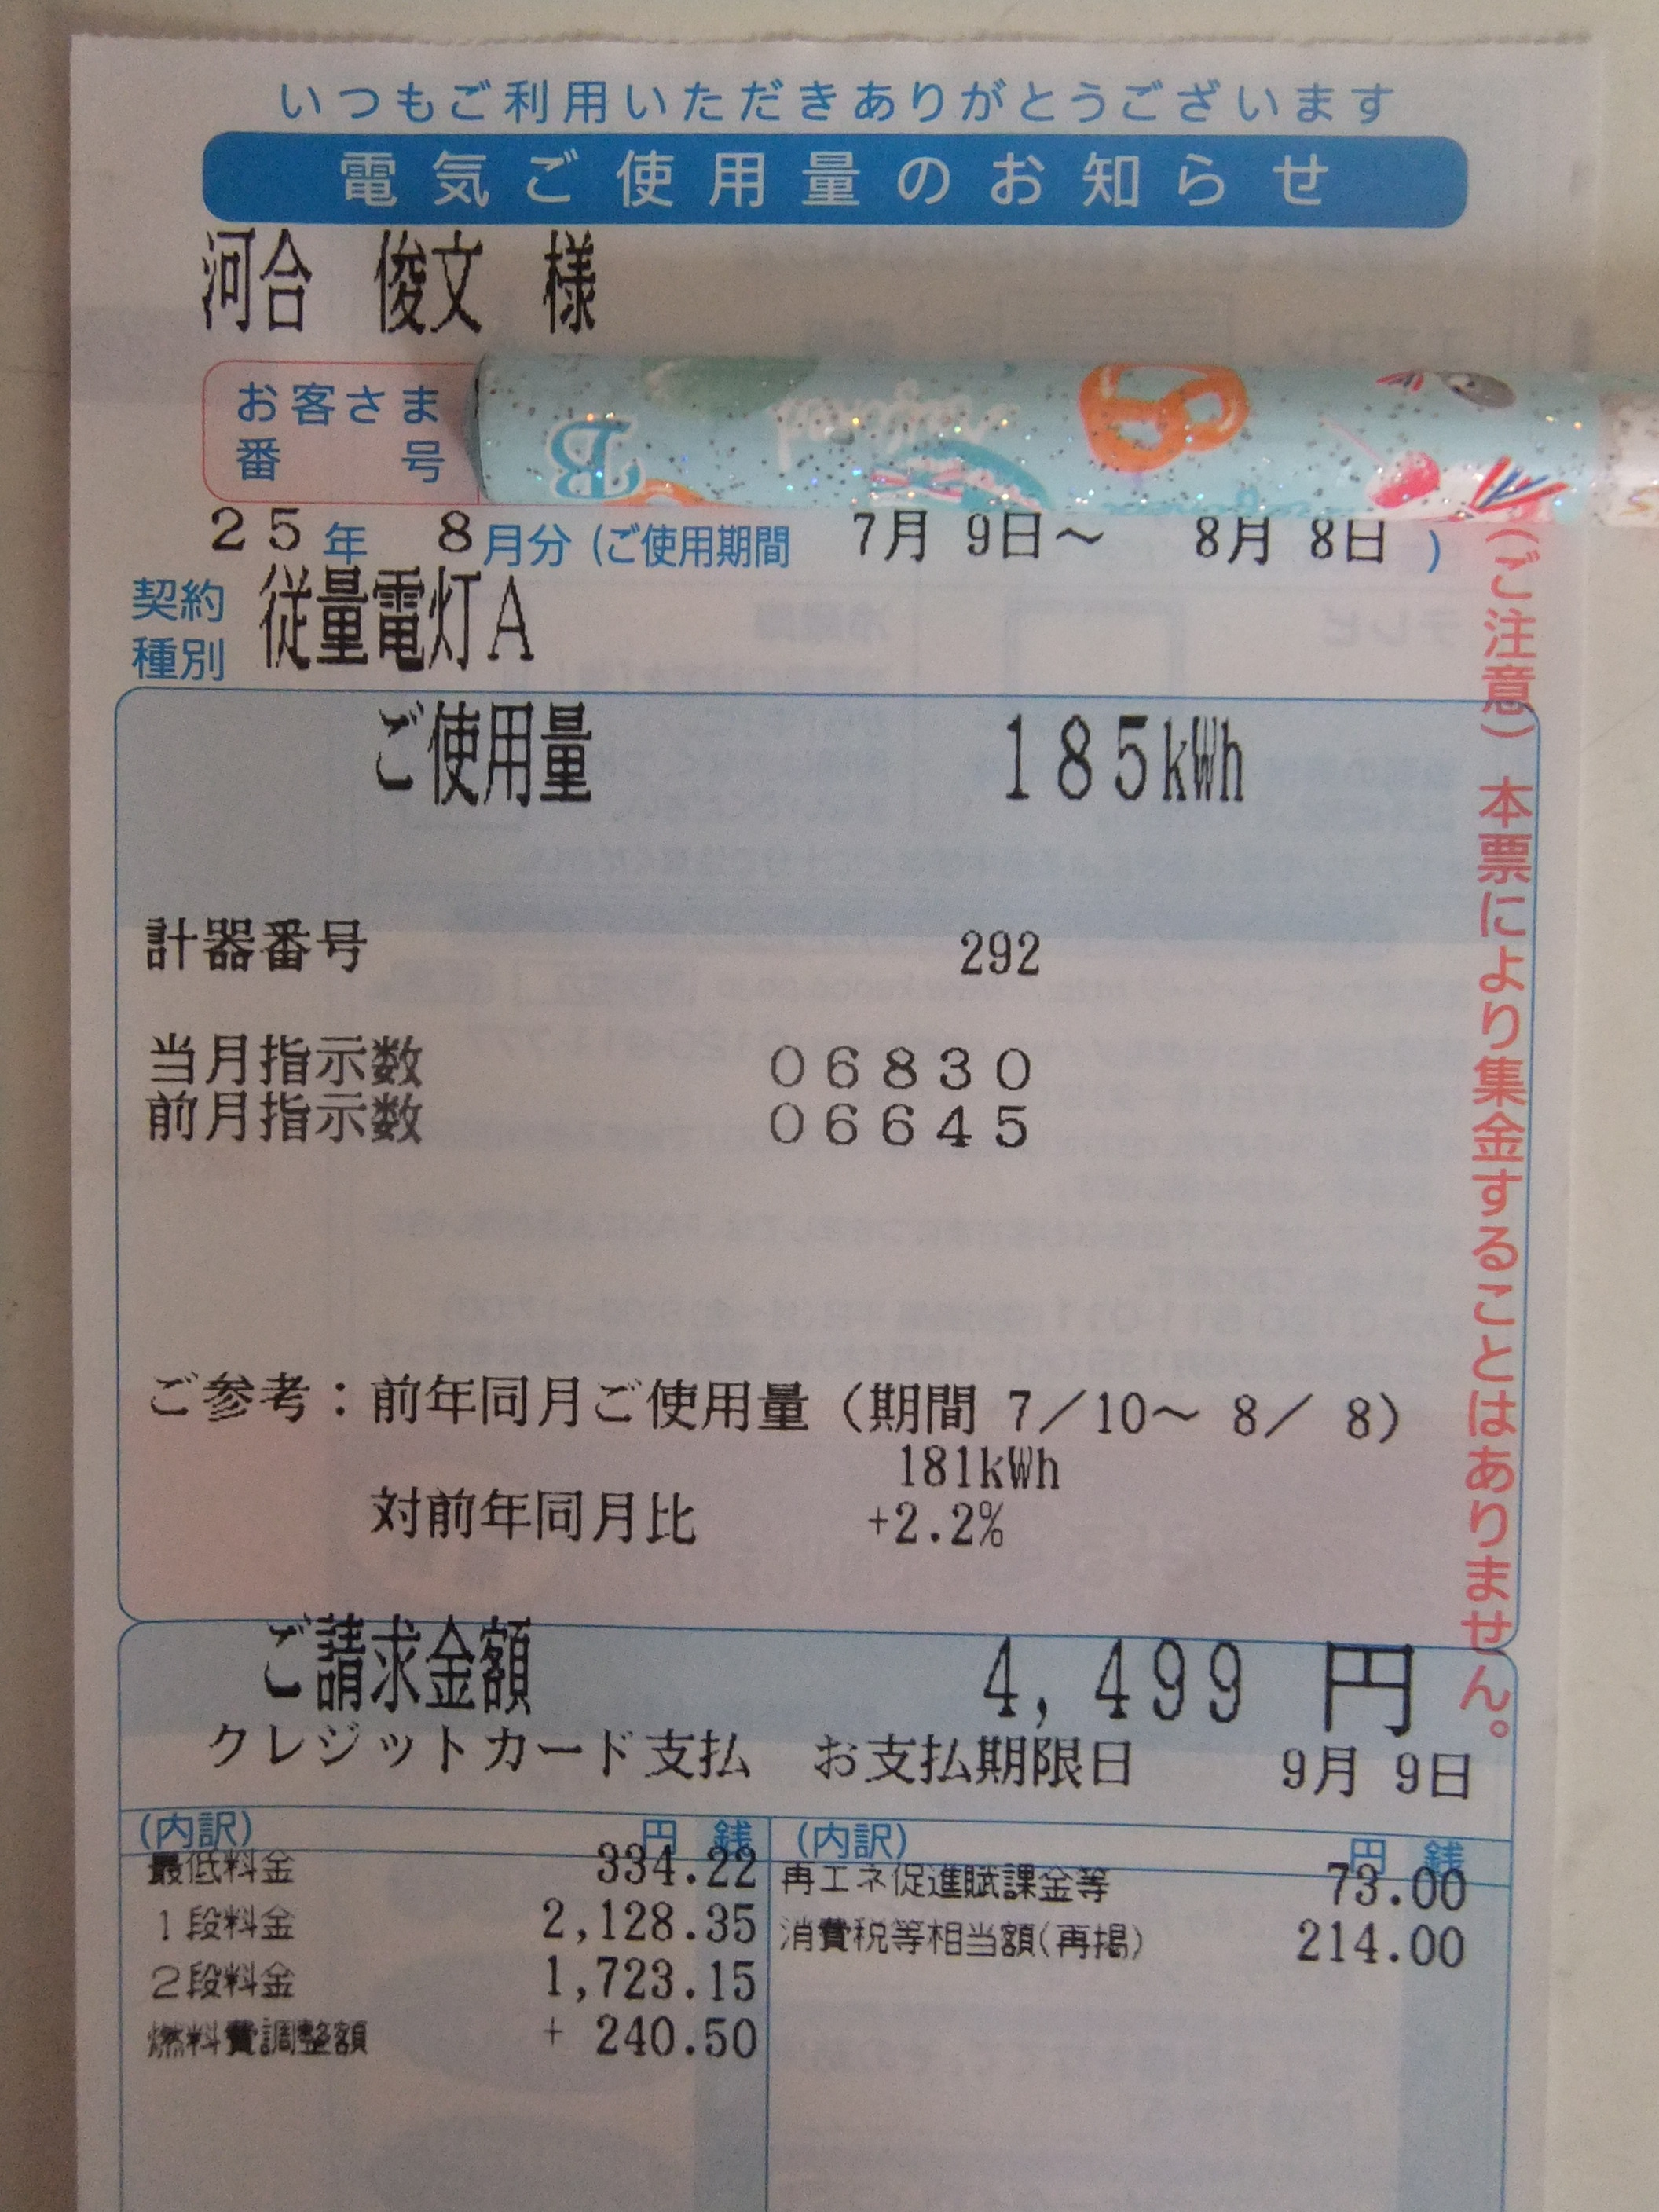 いつもご利用いただきありがとうございます
電気ご使用量のお知らせ
河合 俊文 様
お客さま
番 号
25年 8月分 (ご使用期間 7月 9日〜 8月 8日 )
契約
種別
従量電灯A
ご使用量 185kWh
計器番号 292
当月指示数 06830
前月指示数 06645
ご参考:前年同月ご使用量(期間 7/10〜 8/ 8)
181kWh
対前年同月比 +2.2%
ご請求金額 4,499 円
クレジットカード支払 お支払期限日 9月 9日
(内訳) 円 銭 (内訳) 円 銭
最低料金 334.22 再エネ促進賦課金等 73.00
1段料金 2,128.35 消費税等相当額(再掲) 214.00
2段料金 1,723.15
燃料費調整額 + 240.50
(ご注意) 本票により集金することはありません。